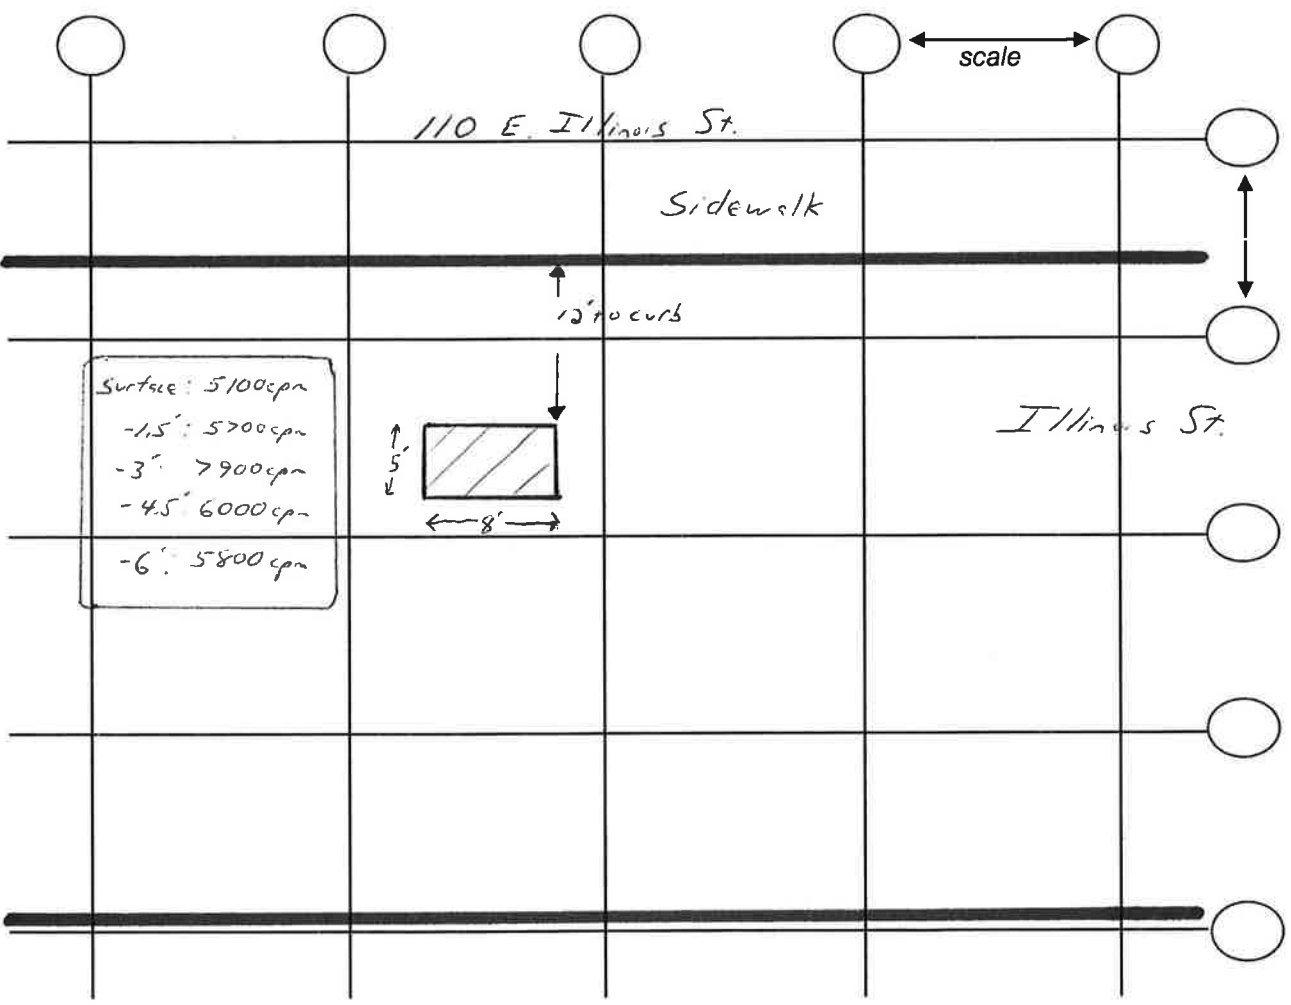 scale
110 E. Illinois St.
Sidewalk
12' to curb
Surface: 5100cpm
-1.5': 5700cpm
-3': 7900cpm
-4.5' 6000cpm
-6': 5800cpm
5'
8'
Illinois St.